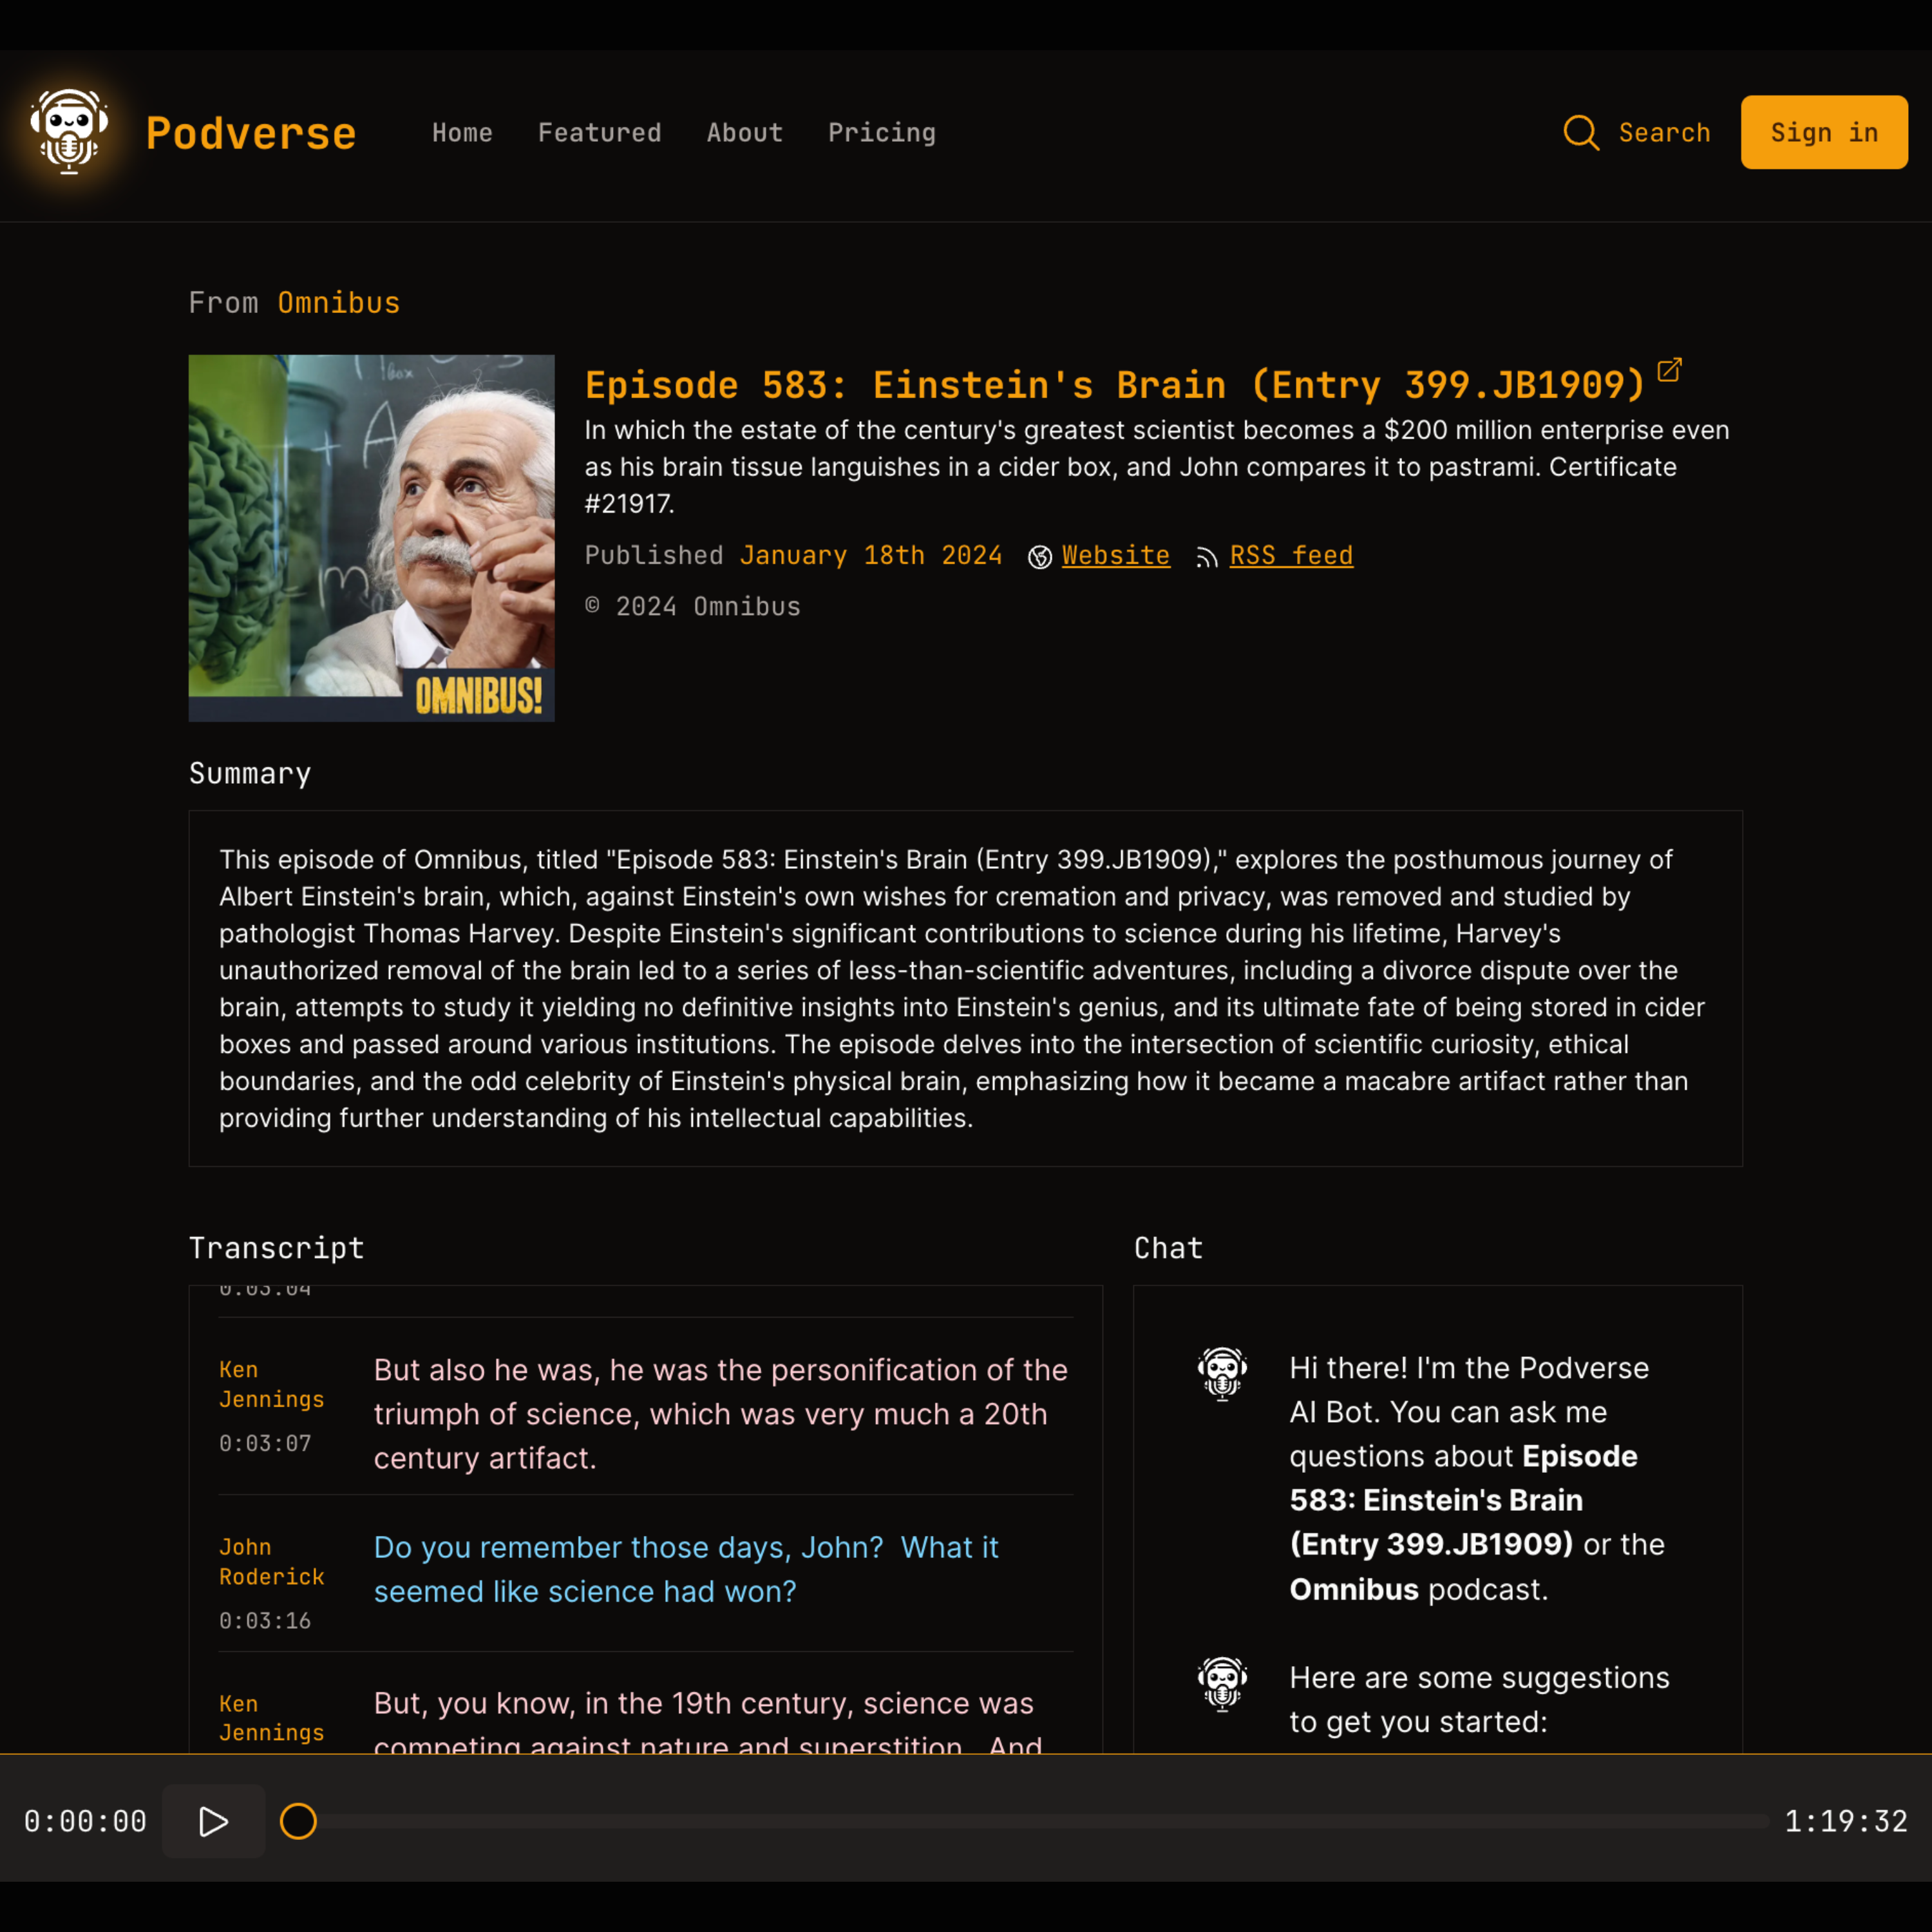 Podverse
Home Featured About Pricing
Search
Sign in
From Omnibus
Episode 583: Einstein's Brain (Entry 399.JB1909)
In which the estate of the century's greatest scientist becomes a $200 million enterprise even
as his brain tissue languishes in a cider box, and John compares it to pastrami. Certificate
#21917.
Published January 18th 2024 Website RSS feed
© 2024 Omnibus
OMNIBUS!
Summary
This episode of Omnibus, titled "Episode 583: Einstein's Brain (Entry 399.JB1909)," explores the posthumous journey of
Albert Einstein's brain, which, against Einstein's own wishes for cremation and privacy, was removed and studied by
pathologist Thomas Harvey. Despite Einstein's significant contributions to science during his lifetime, Harvey's
unauthorized removal of the brain led to a series of less-than-scientific adventures, including a divorce dispute over the
brain, attempts to study it yielding no definitive insights into Einstein's genius, and its ultimate fate of being stored in cider
boxes and passed around various institutions. The episode delves into the intersection of scientific curiosity, ethical
boundaries, and the odd celebrity of Einstein's physical brain, emphasizing how it became a macabre artifact rather than
providing further understanding of his intellectual capabilities.
Transcript
0:03:04
Ken
Jennings
0:03:07
But also he was, he was the personification of the
triumph of science, which was very much a 20th
century artifact.
John
Roderick
0:03:16
Do you remember those days, John?  What it
seemed like science had won?
Ken
Jennings
But, you know, in the 19th century, science was
competing against nature and superstition.  And
Chat
Hi there! I'm the Podverse
AI Bot. You can ask me
questions about Episode
583: Einstein's Brain
(Entry 399.JB1909) or the
Omnibus podcast.
Here are some suggestions
to get you started:
0:00:00
1:19:32